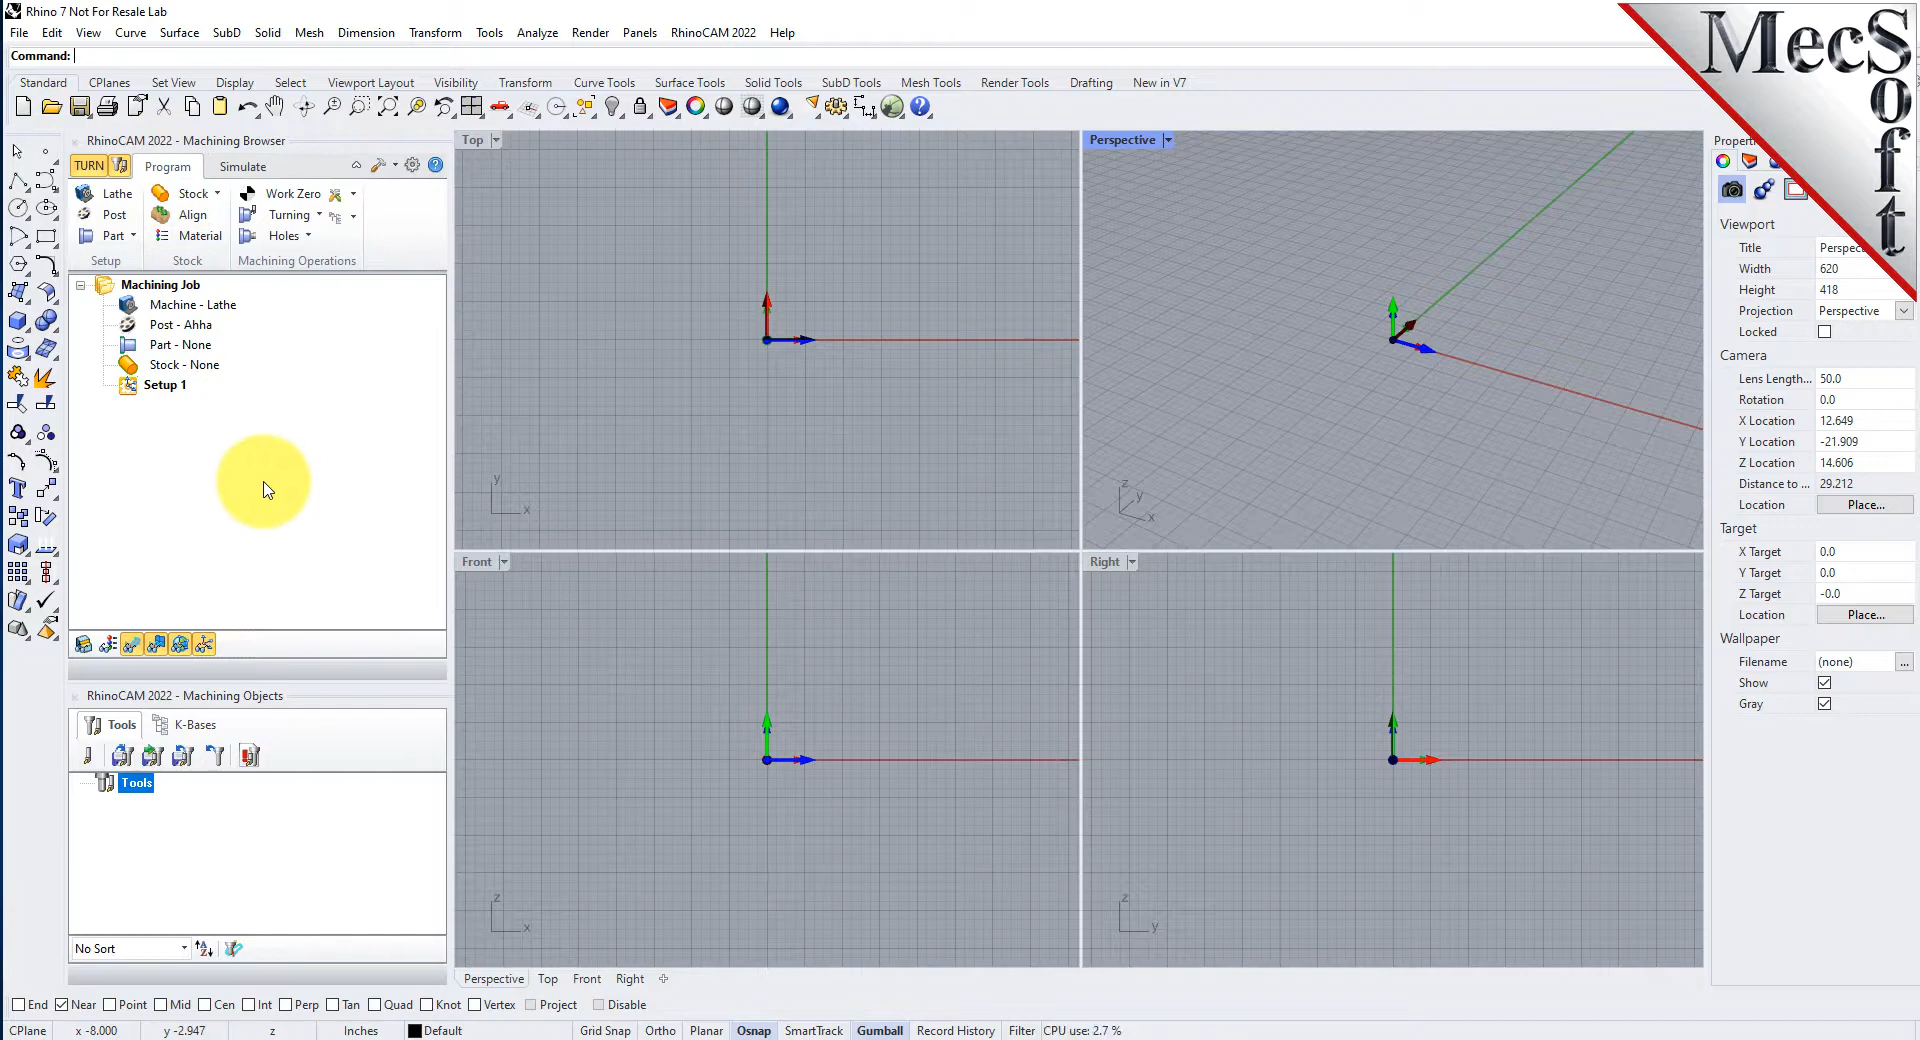 Rhino 7 Not For Resale Lab
File Edit View Curve Surface SubD Solid Mesh Dimension Transform Tools Analyze Render Panels RhinoCAM 2022 Help
Command:
Standard CPlanes Set View Display Select Viewport Layout Visibility Transform Curve Tools Surface Tools Solid Tools SubD Tools Mesh Tools Render Tools Drafting New in V7
MecSoft
RhinoCAM 2022 - Machining Browser
TURN Program Simulate
Lathe Stock Work Zero
Post Align Turning
Part Material Holes
Setup Stock Machining Operations
Machining Job
Machine - Lathe
Post - Ahha
Part - None
Stock - None
Setup 1
RhinoCAM 2022 - Machining Objects
Tools K-Bases
Tools
No Sort
Top
y
x
Perspective
z
y
x
Front
z
x
Right
z
y
Perspective Top Front Right
Viewport
Title
Width 620
Height 418
Projection Perspective
Locked
Camera
Lens Length... 50.0
Rotation 0.0
X Location 12.649
Y Location -21.909
Z Location 14.606
Distance to ... 29.212
Location Place...
Target
X Target 0.0
Y Target 0.0
Z Target -0.0
Location Place...
Wallpaper
Filename (none) ...
Show
Gray
End Near Point Mid Cen Int Perp Tan Quad Knot Vertex Project Disable
CPlane x -8.000 y -2.947 z Inches Default Grid Snap Ortho Planar Osnap SmartTrack Gumball Record History Filter CPU use: 2.7 %